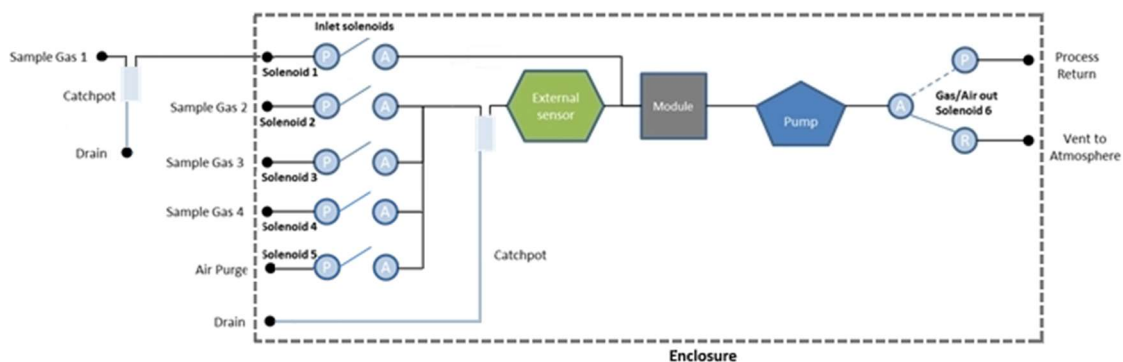 Inlet solenoids
Sample Gas 1
P
A
Solenoid 1
Catchpot
Drain
Sample Gas 2
P
A
Solenoid 2
Sample Gas 3
P
A
Solenoid 3
Sample Gas 4
P
A
Solenoid 4
Solenoid 5
Air Purge
P
A
Drain
Catchpot
External
sensor
Module
Pump
A
P
Gas/Air out
Solenoid 6
R
Process
Return
Vent to
Atmosphere
Enclosure